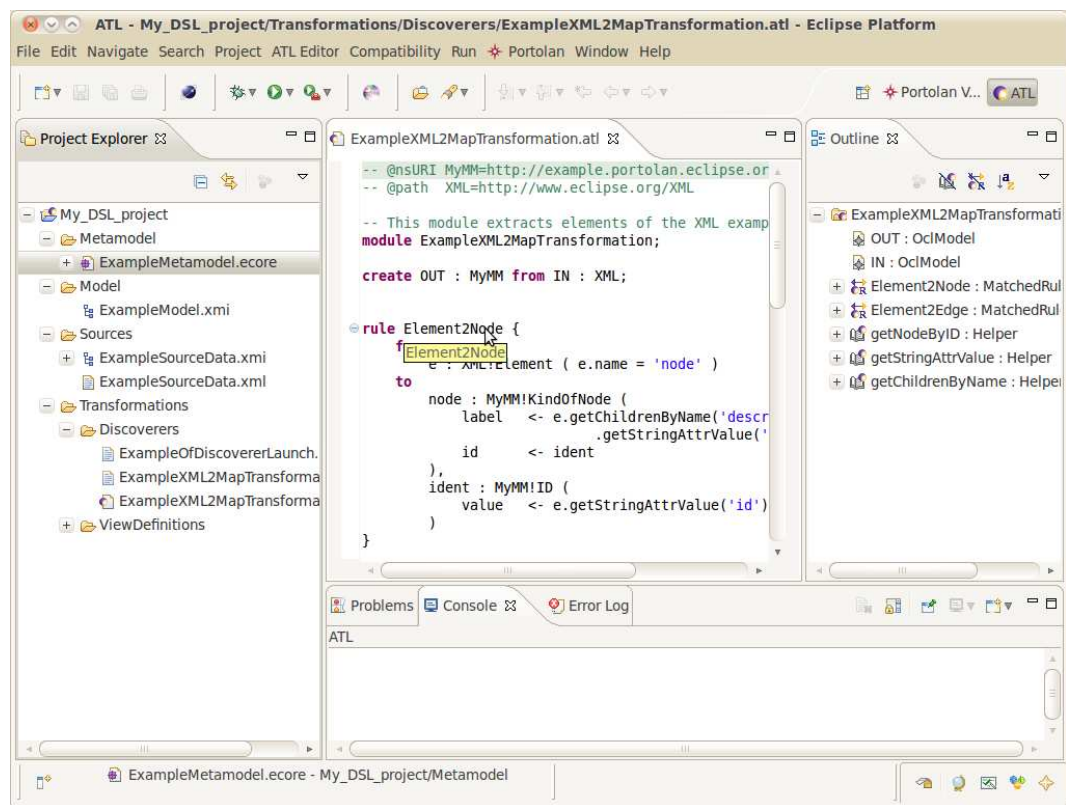 ATL - My_DSL_project/Transformations/Discoverers/ExampleXML2MapTransformation.atl - Eclipse Platform
File Edit Navigate Search Project ATL Editor Compatibility Run Portolan Window Help
Portolan V... ATL
Project Explorer
My_DSL_project
Metamodel
ExampleMetamodel.ecore
Model
ExampleModel.xmi
Sources
ExampleSourceData.xmi
ExampleSourceData.xml
Transformations
Discoverers
ExampleOfDiscovererLaunch.
ExampleXML2MapTransforma
ExampleXML2MapTransforma
ViewDefinitions
ExampleXML2MapTransformation.atl
-- @nsURI MyMM=http://example.portolan.eclipse.or
-- @path XML=http://www.eclipse.org/XML
-- This module extracts elements of the XML examp
module ExampleXML2MapTransformation;
create OUT : MyMM from IN : XML;
rule Element2Node {
f
Element2Node
e : XML!Element ( e.name = 'node' )
to
node : MyMM!KindOfNode (
label <- e.getChildrenByName('descr
.getStringAttrValue('
id <- ident
),
ident : MyMM!ID (
value <- e.getStringAttrValue('id')
)
}
Outline
ExampleXML2MapTransformati
OUT : OclModel
IN : OclModel
Element2Node : MatchedRul
Element2Edge : MatchedRul
getNodeByID : Helper
getStringAttrValue : Helper
getChildrenByName : Helper
Problems Console Error Log
ATL
ExampleMetamodel.ecore - My_DSL_project/Metamodel